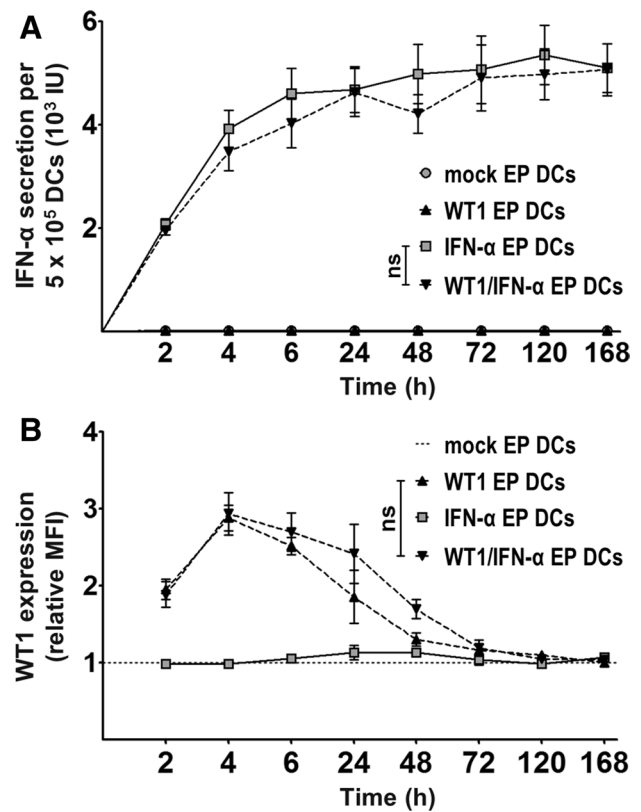 A
IFN-α secretion per
5 x 10⁵ DCs (10³ IU)
6
4
2
mock EP DCs
WT1 EP DCs
IFN-α EP DCs
WT1/IFN-α EP DCs
ns
2 4 6 24 48 72 120 168
Time (h)
B
WT1 expression
(relative MFI)
4
3
2
1
mock EP DCs
WT1 EP DCs
IFN-α EP DCs
WT1/IFN-α EP DCs
ns
2 4 6 24 48 72 120 168
Time (h)